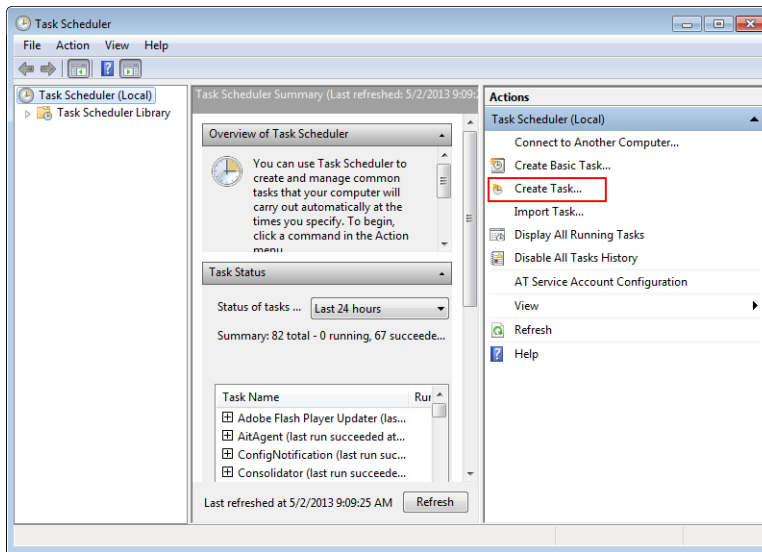 Task Scheduler
File Action View Help
Task Scheduler (Local)
Task Scheduler Library
Task Scheduler Summary (Last refreshed: 5/2/2013 9:09:
Overview of Task Scheduler
You can use Task Scheduler to
create and manage common
tasks that your computer will
carry out automatically at the
times you specify. To begin,
click a command in the Action
menu
Task Status
Status of tasks ... Last 24 hours
Summary: 82 total - 0 running, 67 succeede...
Task Name Rur
Adobe Flash Player Updater (las...
AitAgent (last run succeeded at...
ConfigNotification (last run suc...
Consolidator (last run succeede...
Last refreshed at 5/2/2013 9:09:25 AM Refresh
Actions
Task Scheduler (Local)
Connect to Another Computer...
Create Basic Task...
Create Task...
Import Task...
Display All Running Tasks
Disable All Tasks History
AT Service Account Configuration
View
Refresh
Help